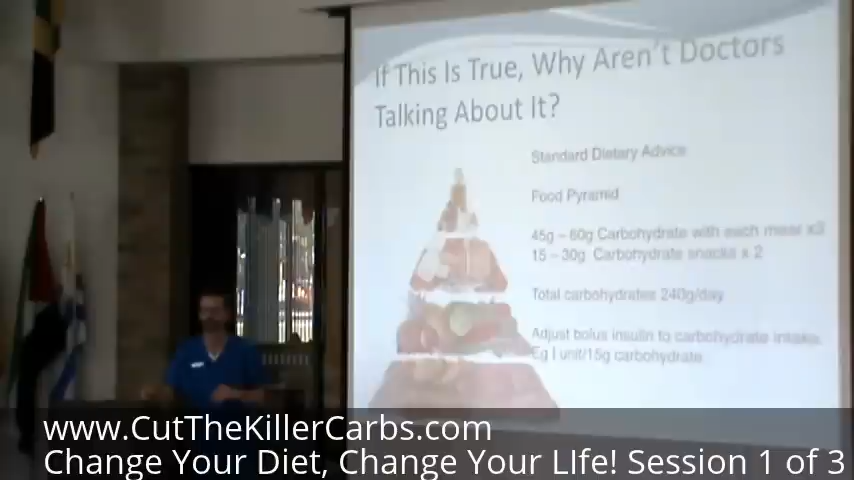 If This Is True, Why Aren't Doctors
Talking About It?
Standard Dietary Advice
Food Pyramid
45g – 60g Carbohydrate with each meal x3
15 – 30g Carbohydrate snacks x 2
Total carbohydrates 240g/day
Adjust bolus insulin to carbohydrate intake
Eg I unit/15g carbohydrate
www.CutTheKillerCarbs.com
Change Your Diet, Change Your LIfe! Session 1 of 3